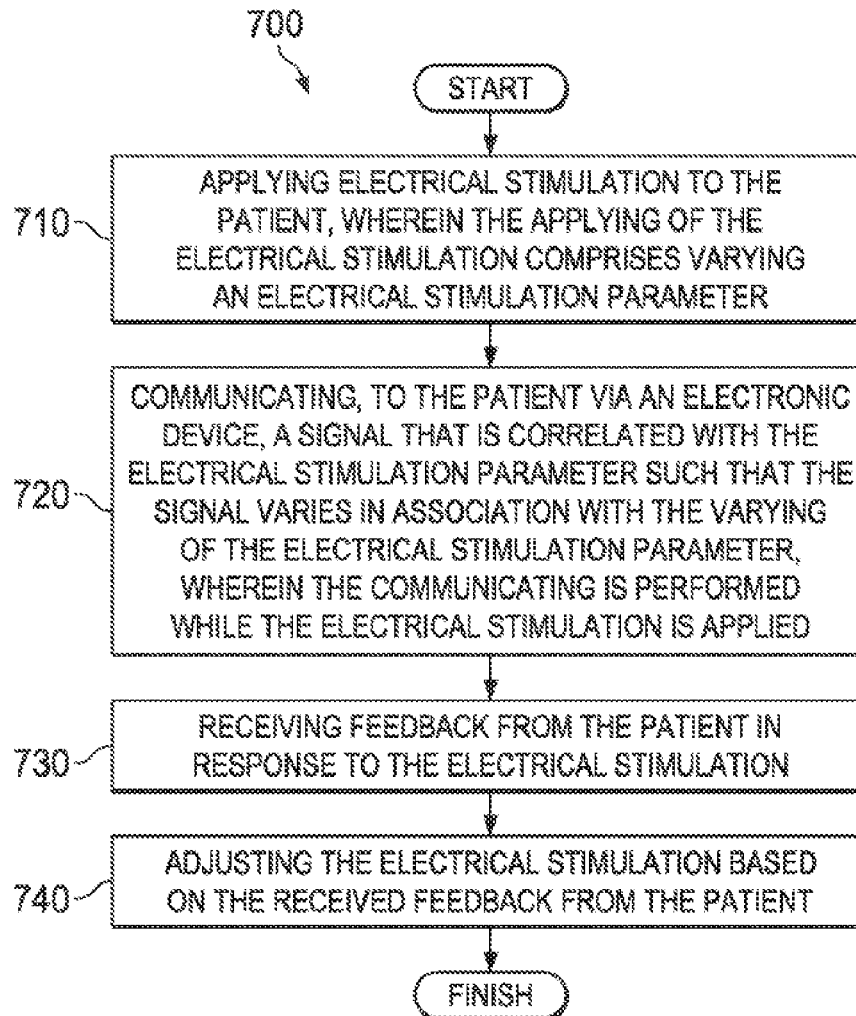 700
START
710
APPLYING ELECTRICAL STIMULATION TO THE
PATIENT, WHEREIN THE APPLYING OF THE
ELECTRICAL STIMULATION COMPRISES VARYING
AN ELECTRICAL STIMULATION PARAMETER
720
COMMUNICATING, TO THE PATIENT VIA AN ELECTRONIC
DEVICE, A SIGNAL THAT IS CORRELATED WITH THE
ELECTRICAL STIMULATION PARAMETER SUCH THAT THE
SIGNAL VARIES IN ASSOCIATION WITH THE VARYING
OF THE ELECTRICAL STIMULATION PARAMETER,
WHEREIN THE COMMUNICATING IS PERFORMED
WHILE THE ELECTRICAL STIMULATION IS APPLIED
730
RECEIVING FEEDBACK FROM THE PATIENT IN
RESPONSE TO THE ELECTRICAL STIMULATION
740
ADJUSTING THE ELECTRICAL STIMULATION BASED
ON THE RECEIVED FEEDBACK FROM THE PATIENT
FINISH